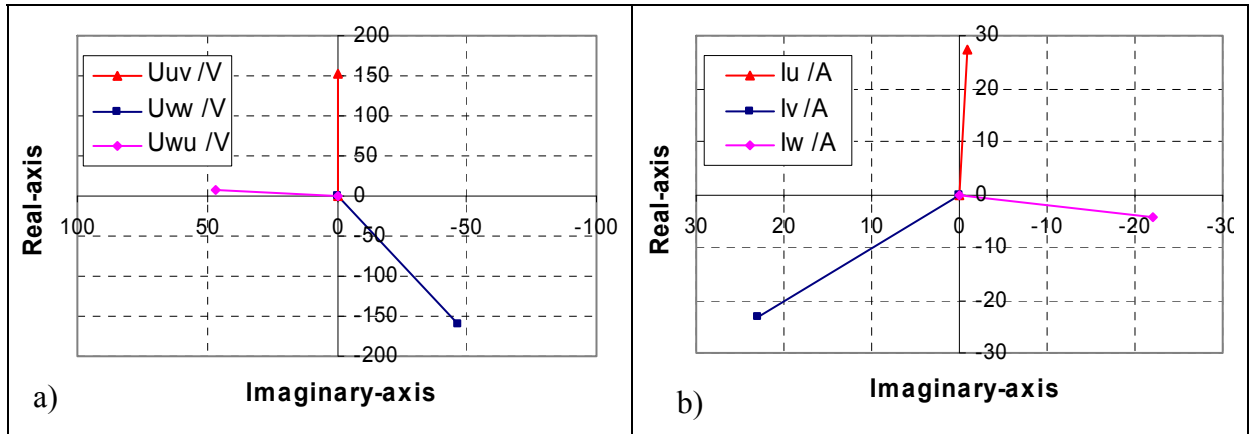 200
150
100
50
0
-50
-100
-150
-200
100 50 0 -50 -100
Real-axis
Imaginary-axis
Uuv /V
Uvw /V
Uwu /V
a)
30
20
10
0
-10
-20
-30
30 20 10 0 -10 -20 -30
Real-axis
Imaginary-axis
Iu /A
Iv /A
Iw /A
b)